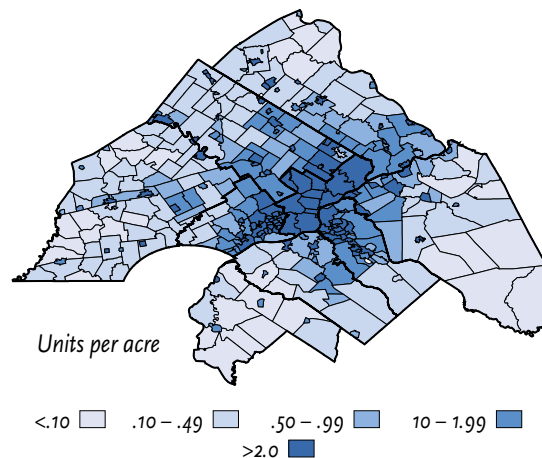 Units per acre
<.10 .10 – .49 .50 – .99 10 – 1.99
>2.0